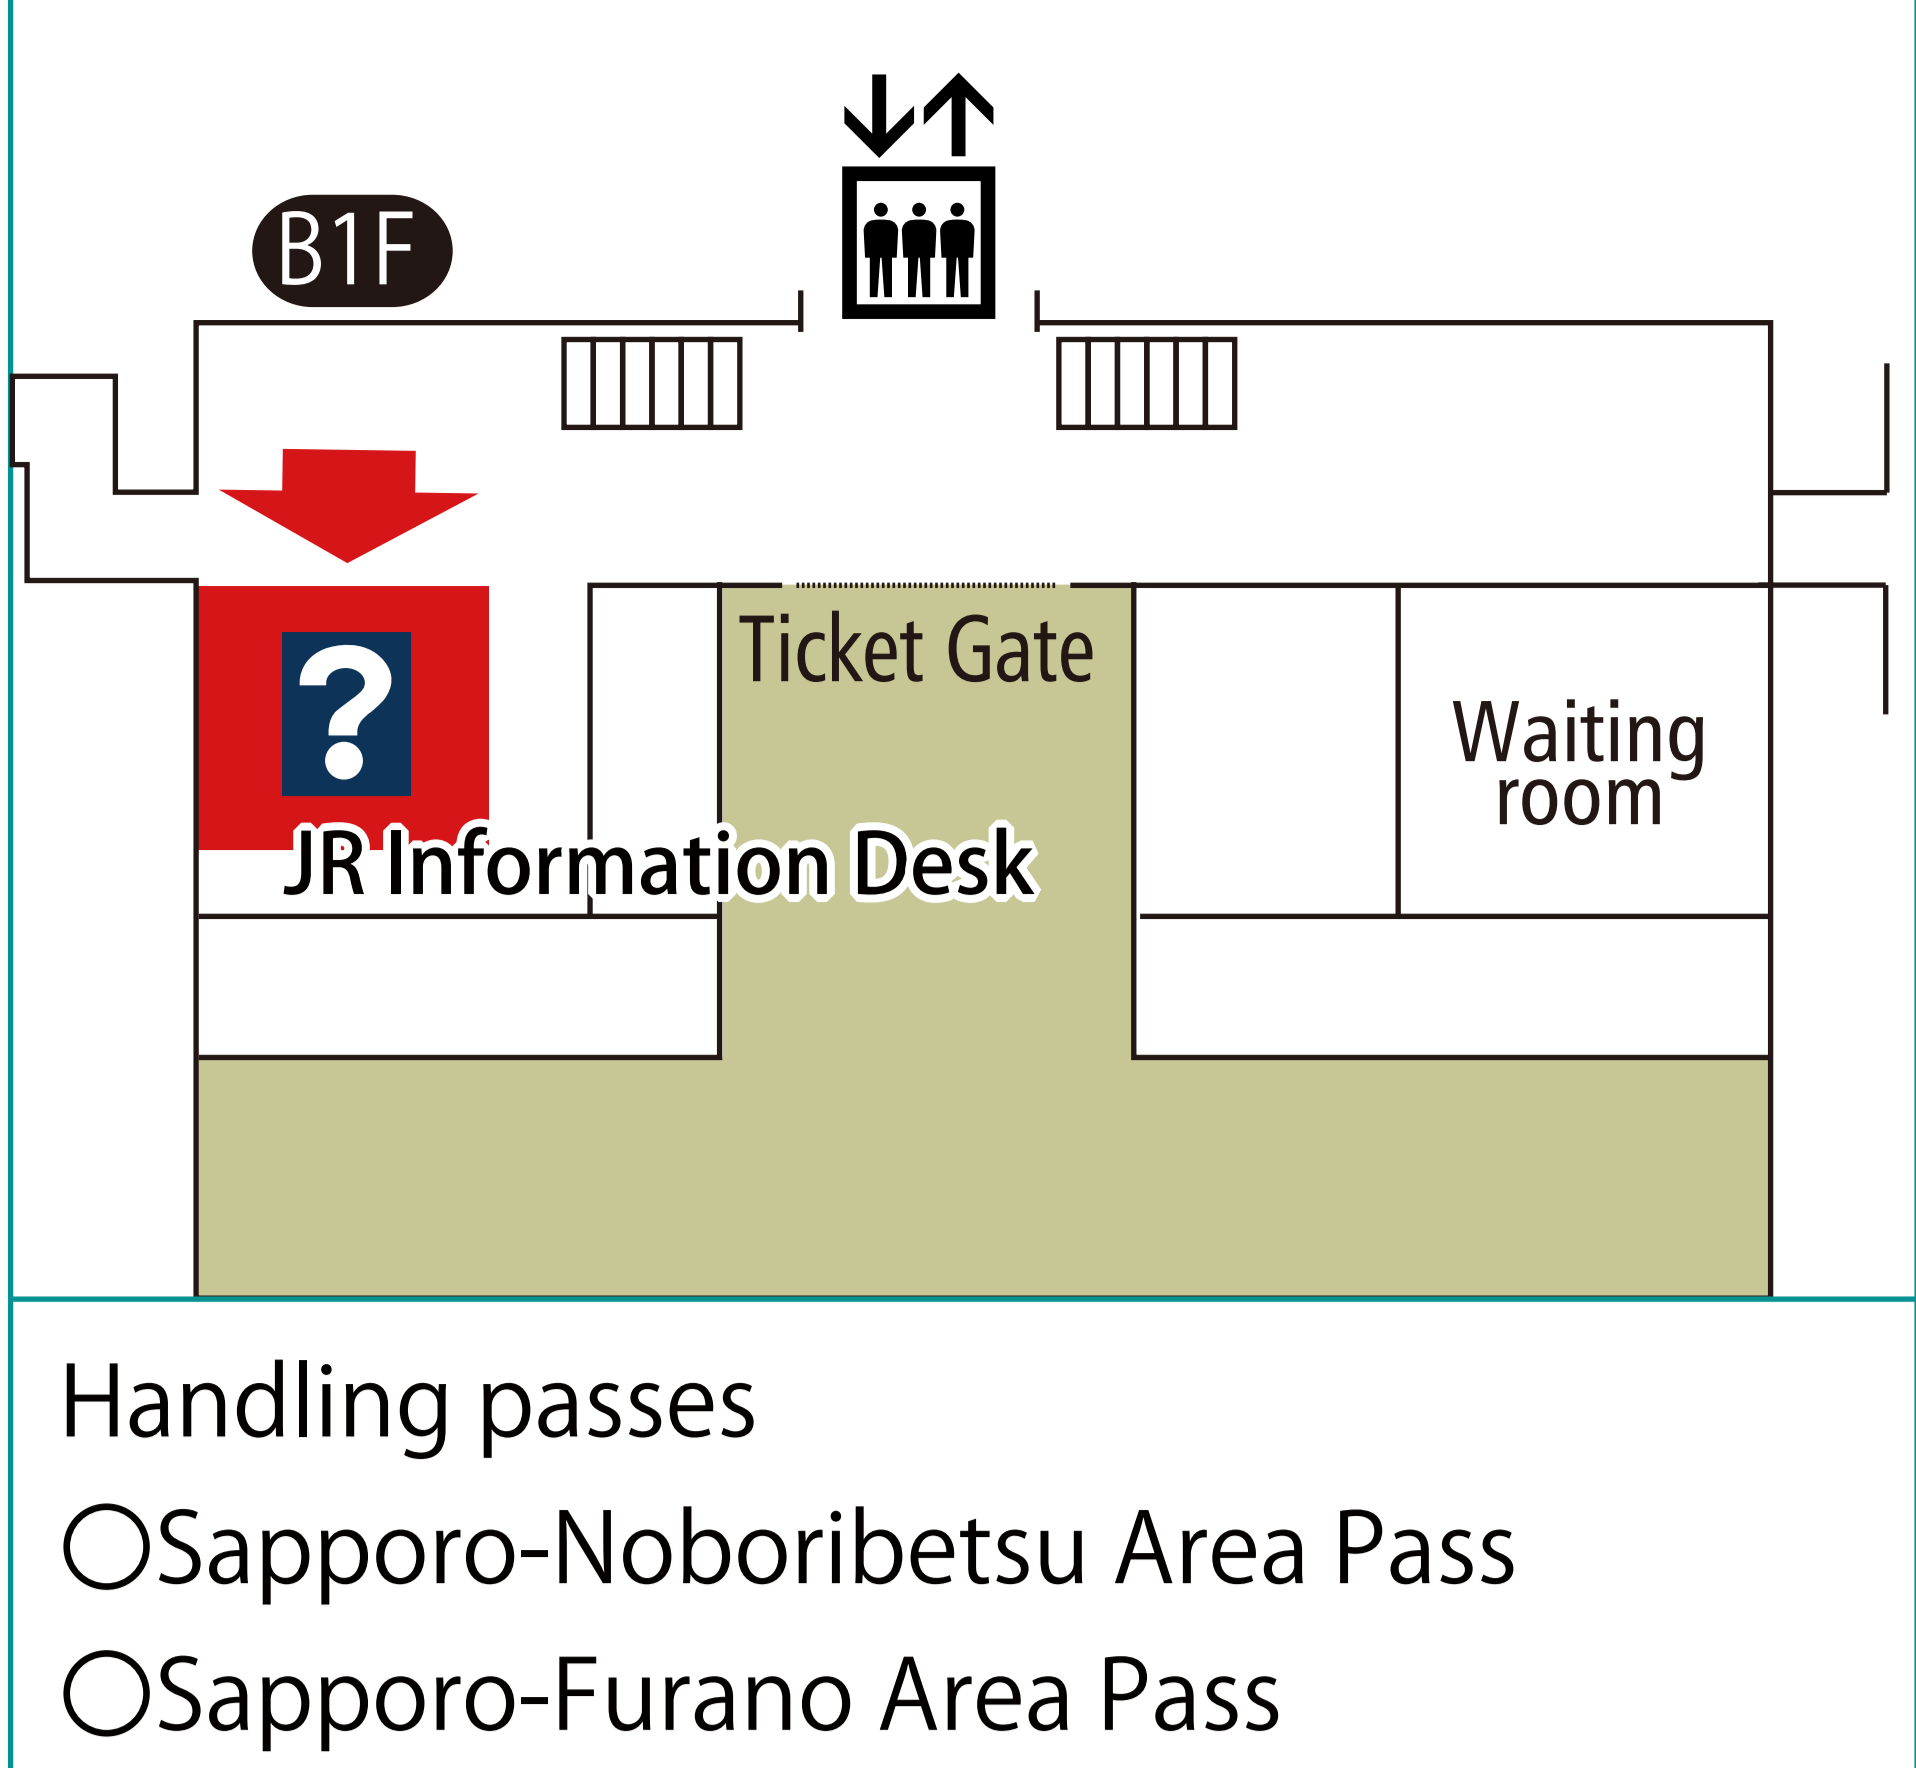 B1F
?
Ticket Gate
Waiting
room
JR Information Desk
Handling passes
○Sapporo-Noboribetsu Area Pass
○Sapporo-Furano Area Pass